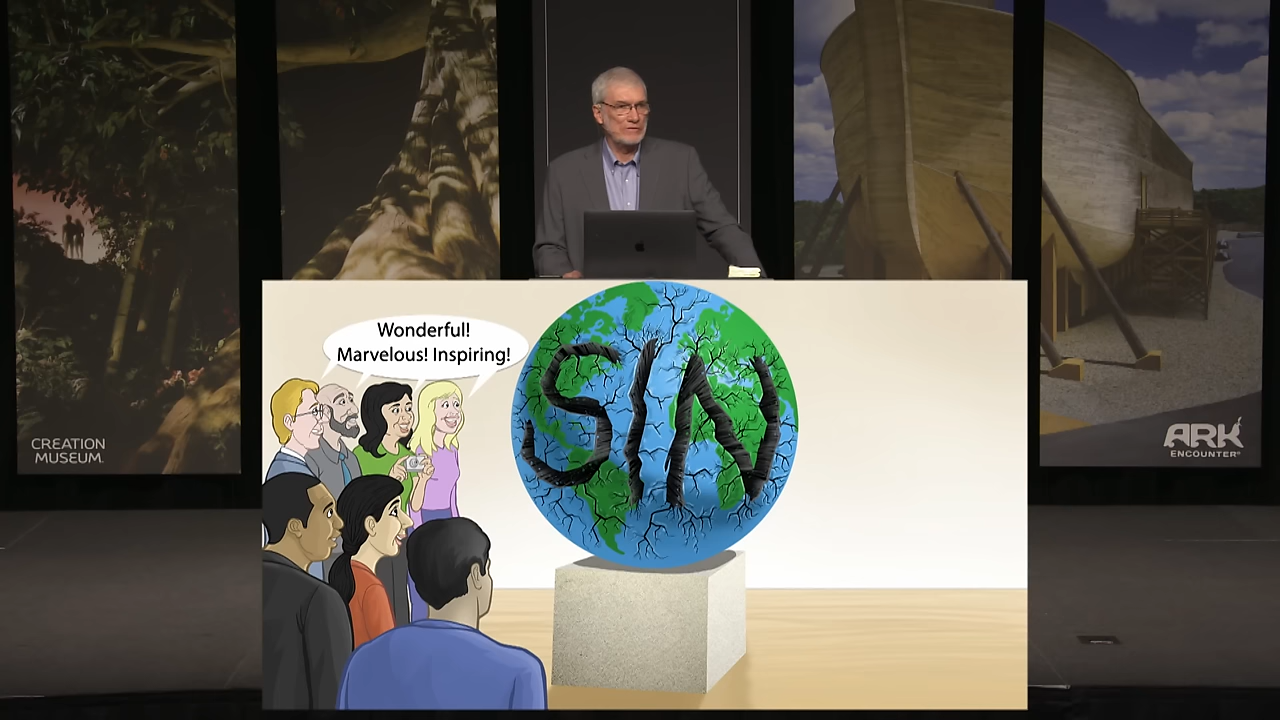 Wonderful!
Marvelous! Inspiring!
SIN
CREATION
MUSEUM
ARK
ENCOUNTER